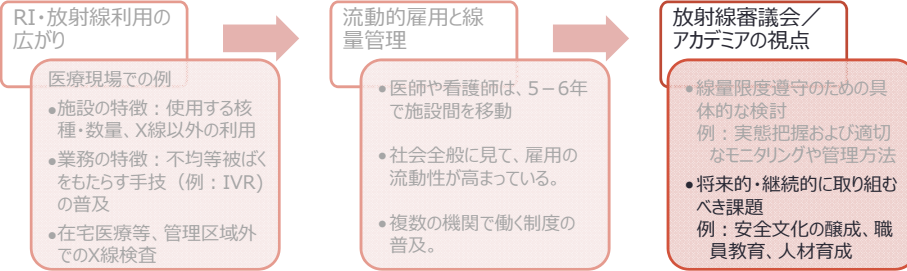 RI・放射線利用の
広がり
医療現場での例
●施設の特徴：使用する核
種・数量、X線以外の利用
●業務の特徴：不均等被ばく
をもたらす手技（例：IVR)
の普及
●在宅医療等、管理区域外
でのX線検査
流動的雇用と線
量管理
●医師や看護師は、5－6年
で施設間を移動
●社会全般に見て、雇用の
流動性が高まっている。
●複数の機関で働く制度の
普及。
放射線審議会／
アカデミアの視点
●線量限度遵守のための具
体的な検討
例：実態把握および適切
なモニタリングや管理方法
●将来的・継続的に取り組む
べき課題
例：安全文化の醸成、職
員教育、人材育成